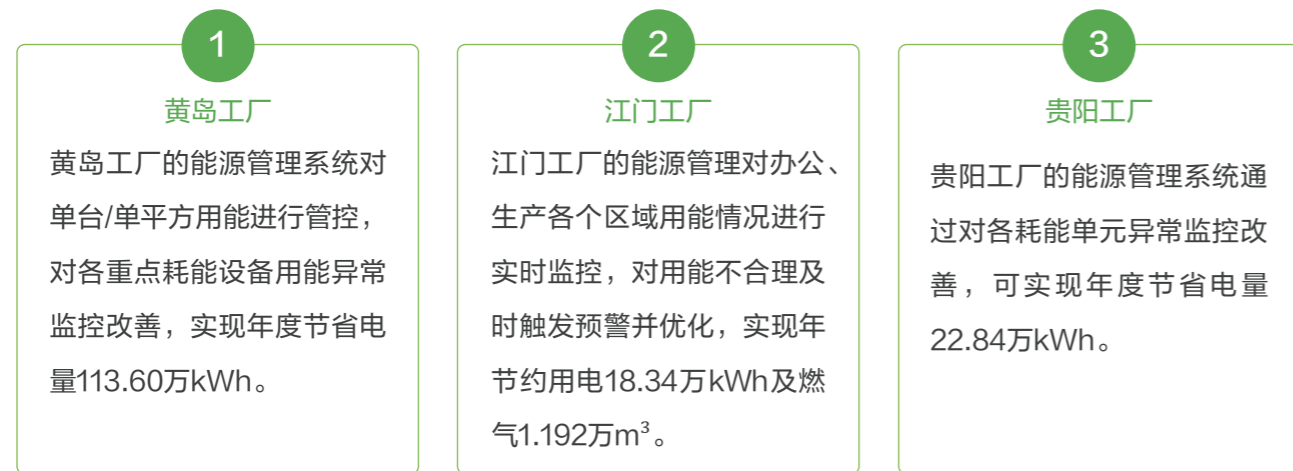 1
黄岛工厂
黄岛工厂的能源管理系统对
单台/单平方用能进行管控，
对各重点耗能设备用能异常
监控改善，实现年度节省电
量113.60万kWh。
2
江门工厂
江门工厂的能源管理对办公、
生产各个区域用能情况进行
实时监控，对用能不合理及
时触发预警并优化，实现年
节约用电18.34万kWh及燃
气1.192万m³。
3
贵阳工厂
贵阳工厂的能源管理系统通
过对各耗能单元异常监控改
善，可实现年度节省电量
22.84万kWh。